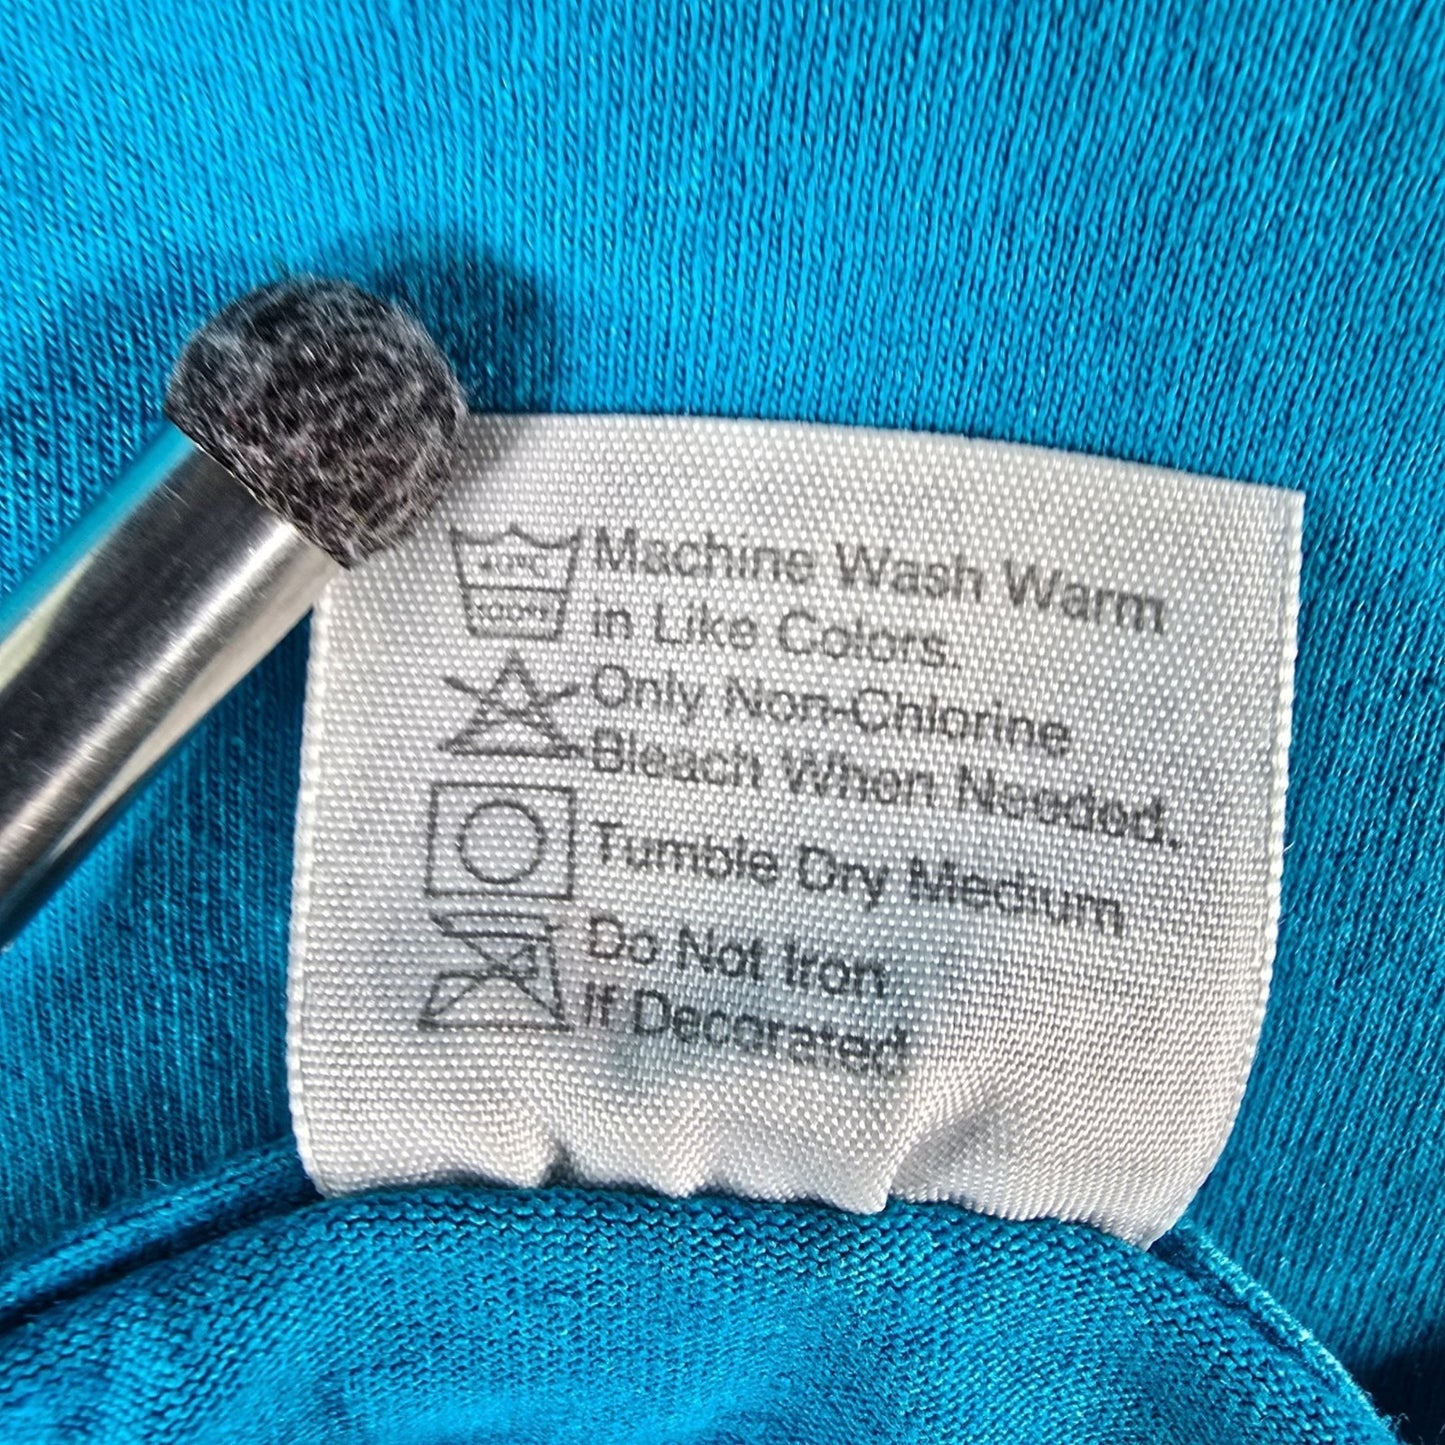 Machine Wash Warm
in Like Colors.
Only Non-Chlorine
Bleach When Needed.
Tumble Dry Medium
Do Not Iron
If Decorated